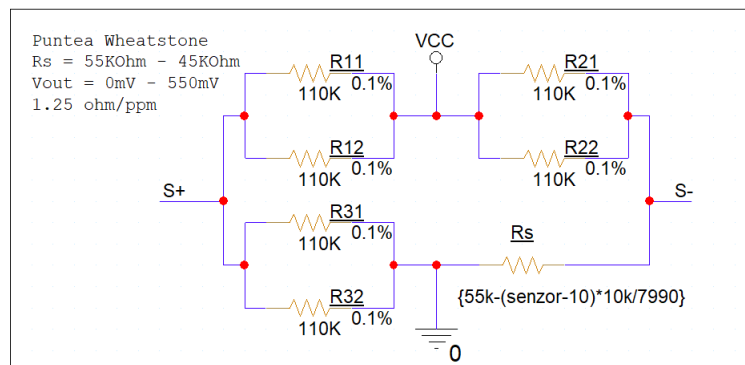 Puntea Wheatstone
Rs = 55KOhm - 45KOhm
Vout = 0mV - 550mV
1.25 ohm/ppm
VCC
R11
0.1%
110K
R21
0.1%
110K
R12
0.1%
110K
R22
0.1%
110K
S+
S-
R31
0.1%
110K
Rs
{55k-(senzor-10)*10k/7990}
R32
0.1%
110K
0